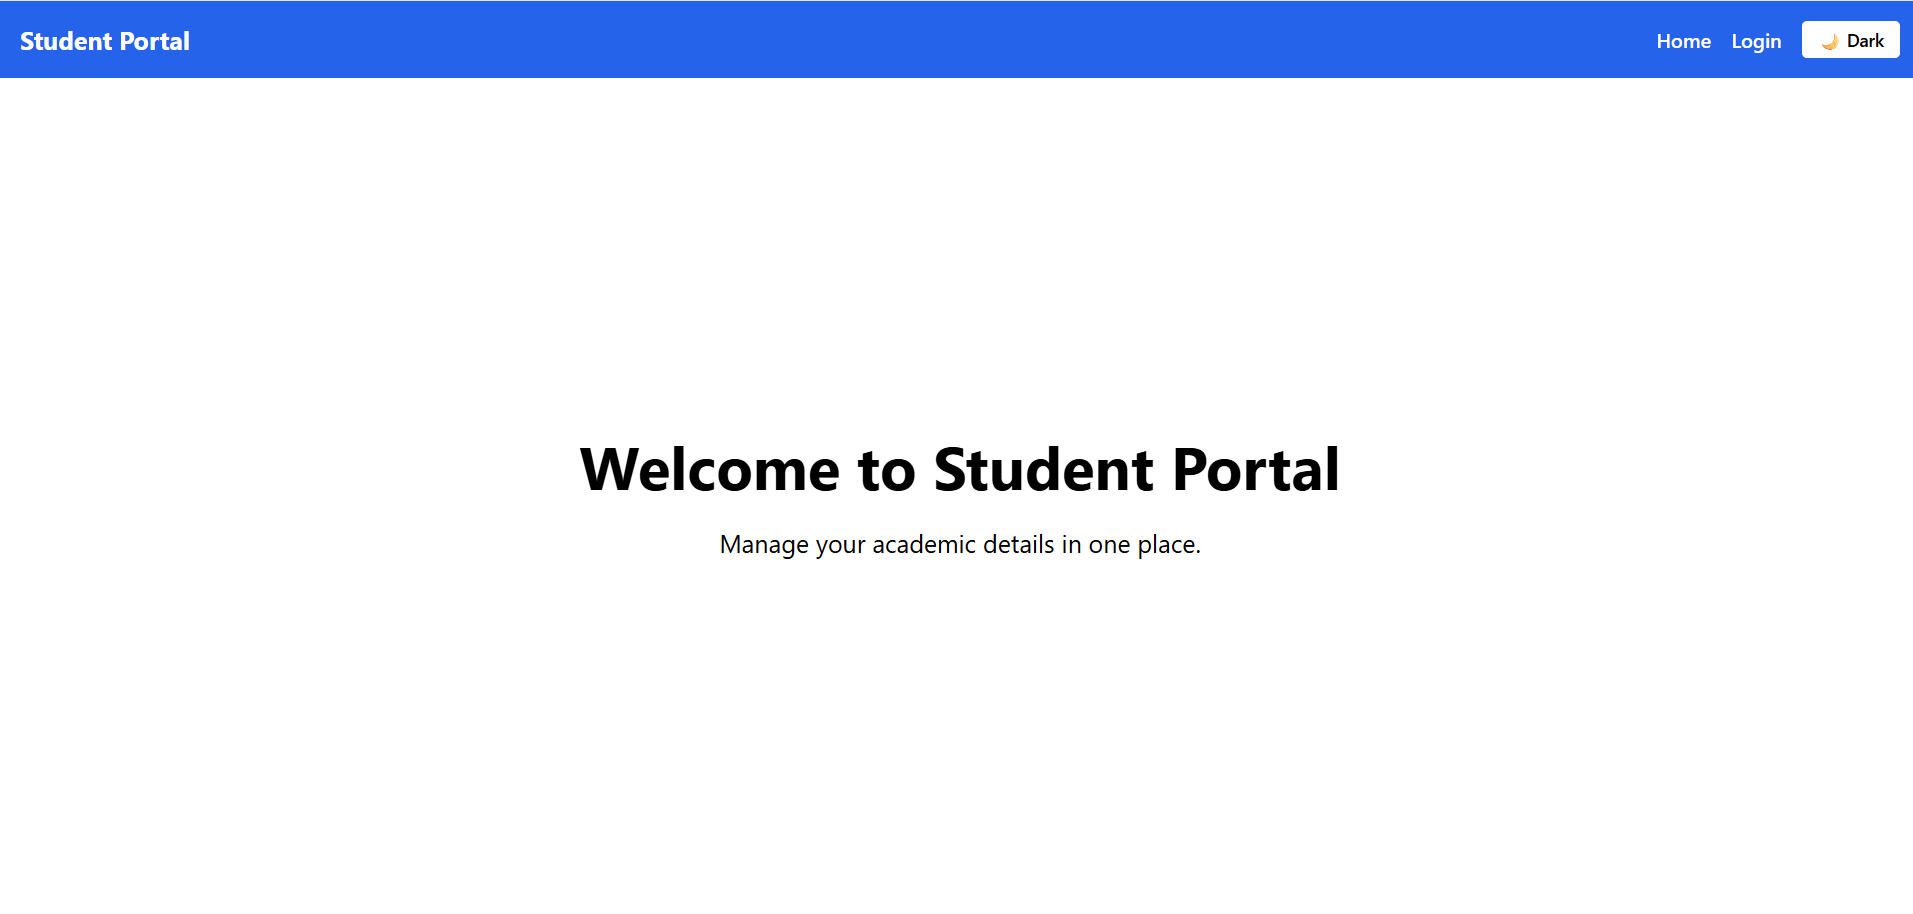 Student Portal
Home Login 🌙 Dark
Welcome to Student Portal
Manage your academic details in one place.